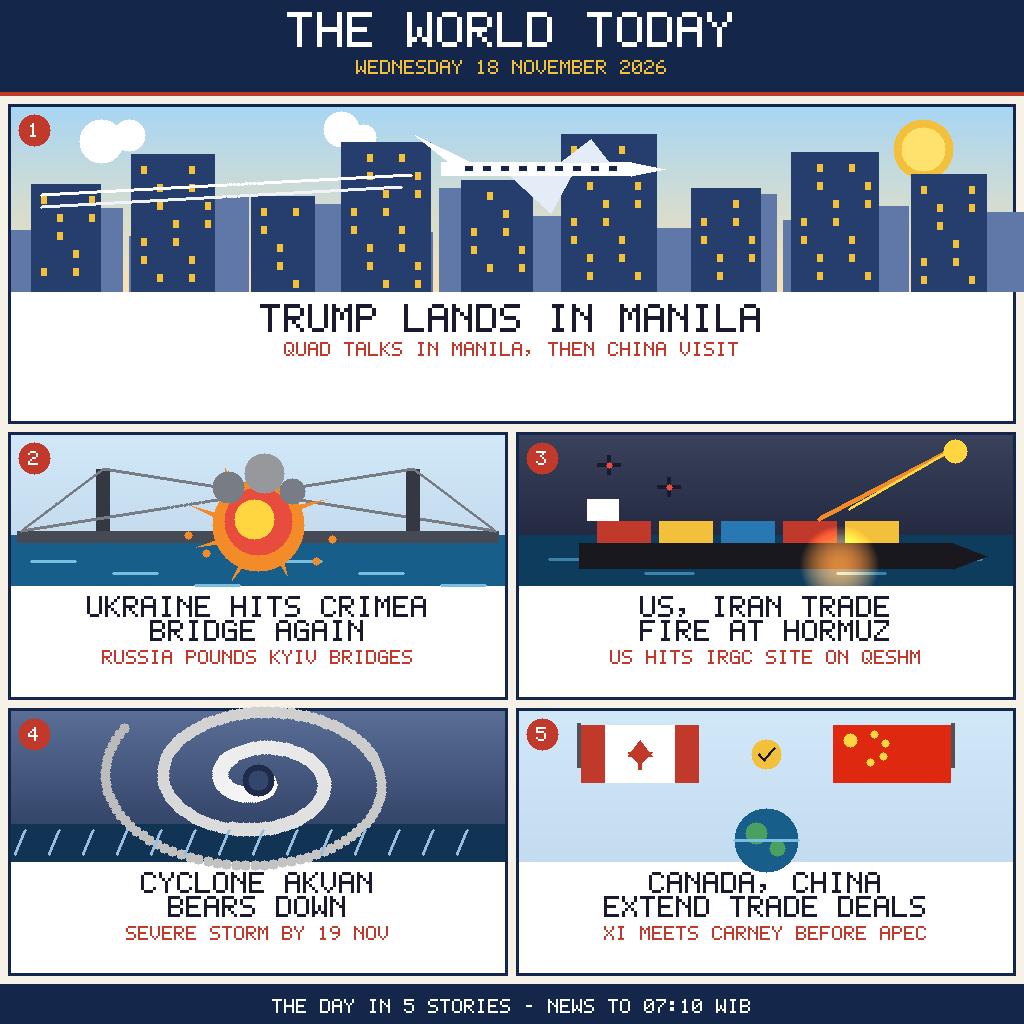 THE WORLD TODAY
WEDNESDAY 18 NOVEMBER 2026
1
TRUMP LANDS IN MANILA
QUAD TALKS IN MANILA, THEN CHINA VISIT
2
UKRAINE HITS CRIMEA
BRIDGE AGAIN
RUSSIA POUNDS KYIV BRIDGES
3
US, IRAN TRADE
FIRE AT HORMUZ
US HITS IRGC SITE ON QESHM
4
CYCLONE AKVAN
BEARS DOWN
SEVERE STORM BY 19 NOV
5
CANADA, CHINA
EXTEND TRADE DEALS
XI MEETS CARNEY BEFORE APEC
THE DAY IN 5 STORIES - NEWS TO 07:10 WIB